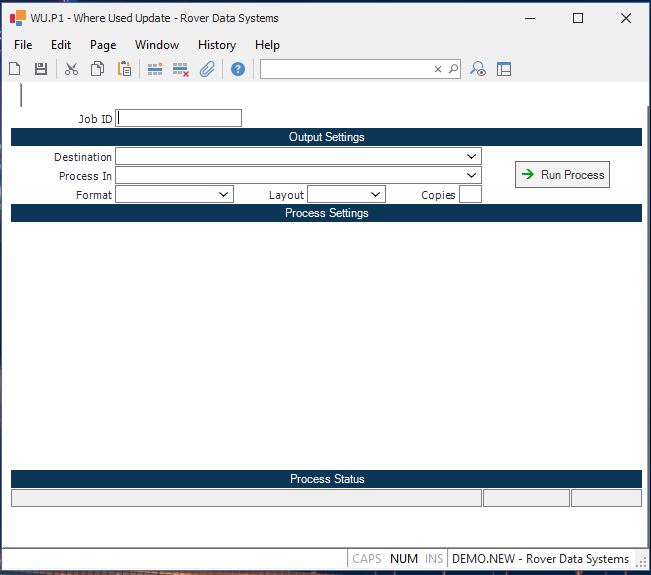 WU.P1 - Where Used Update - Rover Data Systems
File Edit Page Window History Help
Job ID
Output Settings
Destination
Process In
Run Process
Format Layout Copies
Process Settings
Process Status
CAPS NUM INS DEMO.NEW - Rover Data Systems